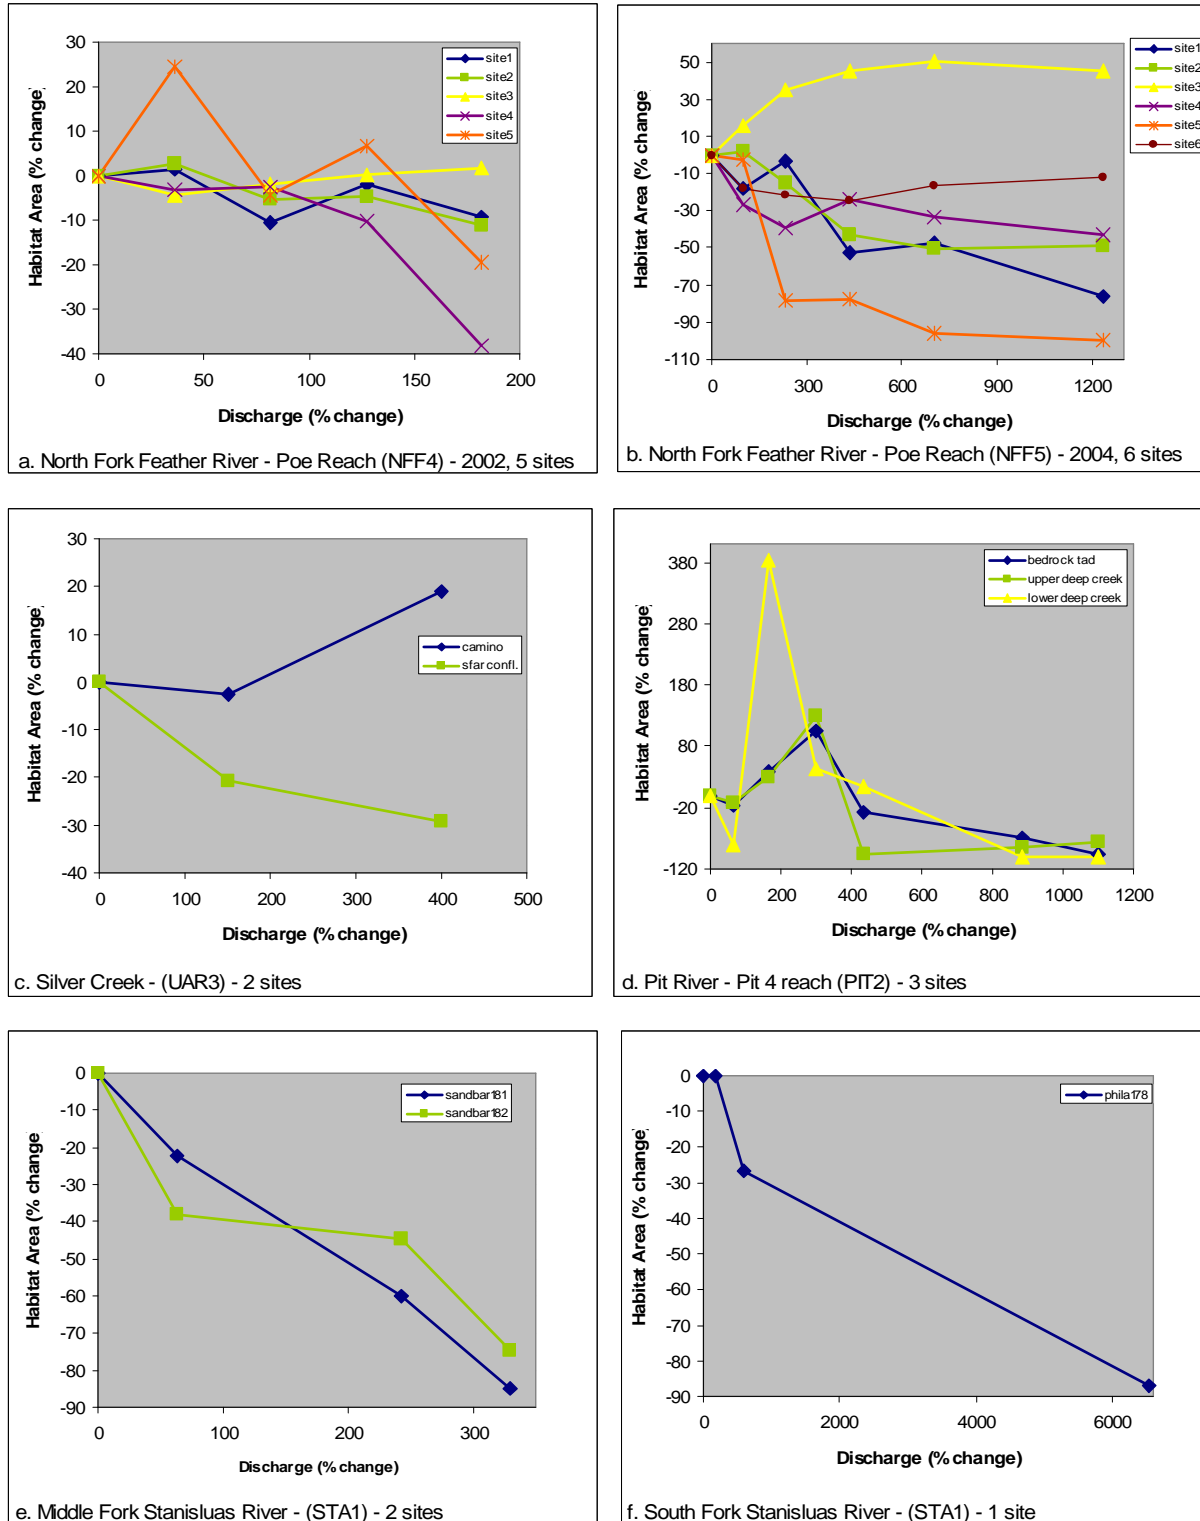 30
20
10
0
-10
-20
-30
-40
0 50 100 150 200
Habitat Area (% change)
Discharge (% change)
site1
site2
site3
site4
site5
a. North Fork Feather River - Poe Reach (NFF4) - 2002, 5 sites
50
30
10
-10
-30
-50
-70
-90
-110
0 300 600 900 1200
Habitat Area (% change)
Discharge (% change)
site1
site2
site3
site4
site5
site6
b. North Fork Feather River - Poe Reach (NFF5) - 2004, 6 sites
30
20
10
0
-10
-20
-30
-40
0 100 200 300 400 500
Habitat Area (% change)
Discharge (% change)
camino
sfar confl.
c. Silver Creek - (UAR3) - 2 sites
380
280
180
80
-20
-120
0 200 400 600 800 1000 1200
Habitat Area (% change)
Discharge (% change)
bedrock tad
upper deep creek
lower deep creek
d. Pit River - Pit 4 reach (PIT2) - 3 sites
0
-10
-20
-30
-40
-50
-60
-70
-80
-90
0 100 200 300
Habitat Area (% change)
Discharge (% change)
sandbar181
sandbar182
e. Middle Fork Stanisluas River - (STA1) - 2 sites
0
-10
-20
-30
-40
-50
-60
-70
-80
-90
0 2000 4000 6000
Habitat Area (% change)
Discharge (% change)
phila178
f. South Fork Stanisluas River - (STA1) - 1 site